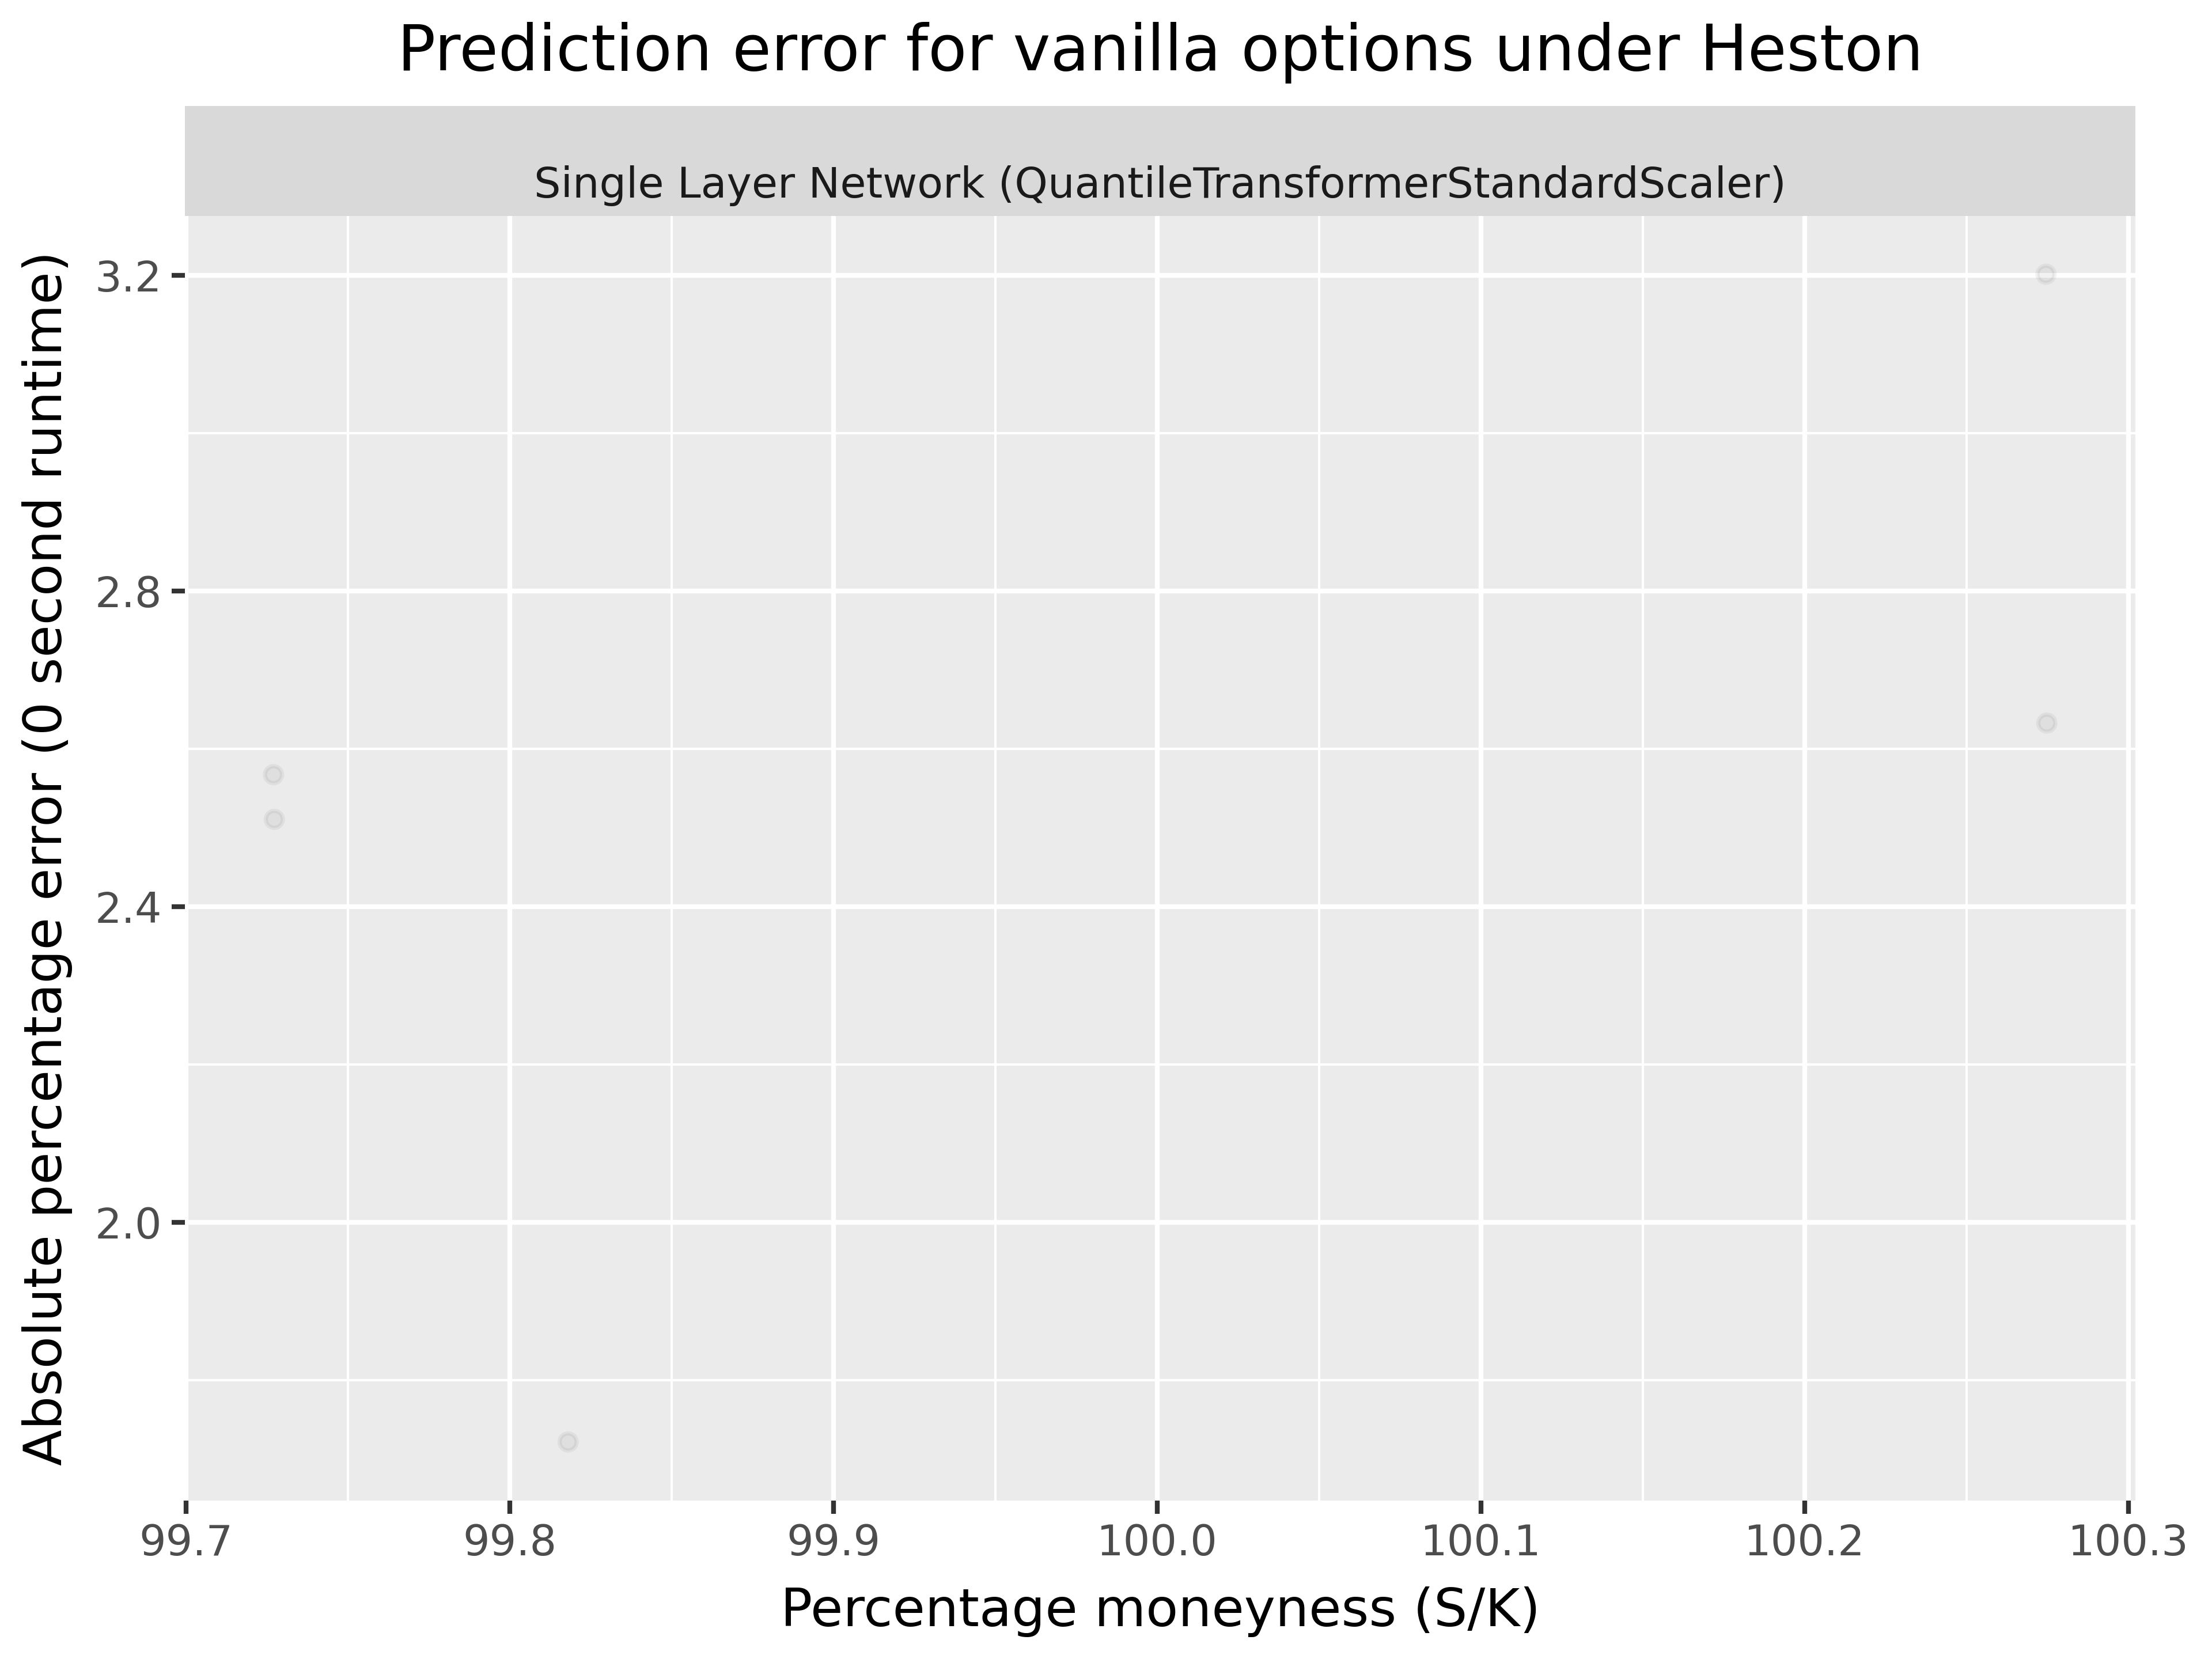 Prediction error for vanilla options under Heston
Single Layer Network (QuantileTransformerStandardScaler)
Absolute percentage error (0 second runtime)
3.2
2.8
2.4
2.0
99.7 99.8 99.9 100.0 100.1 100.2 100.3
Percentage moneyness (S/K)